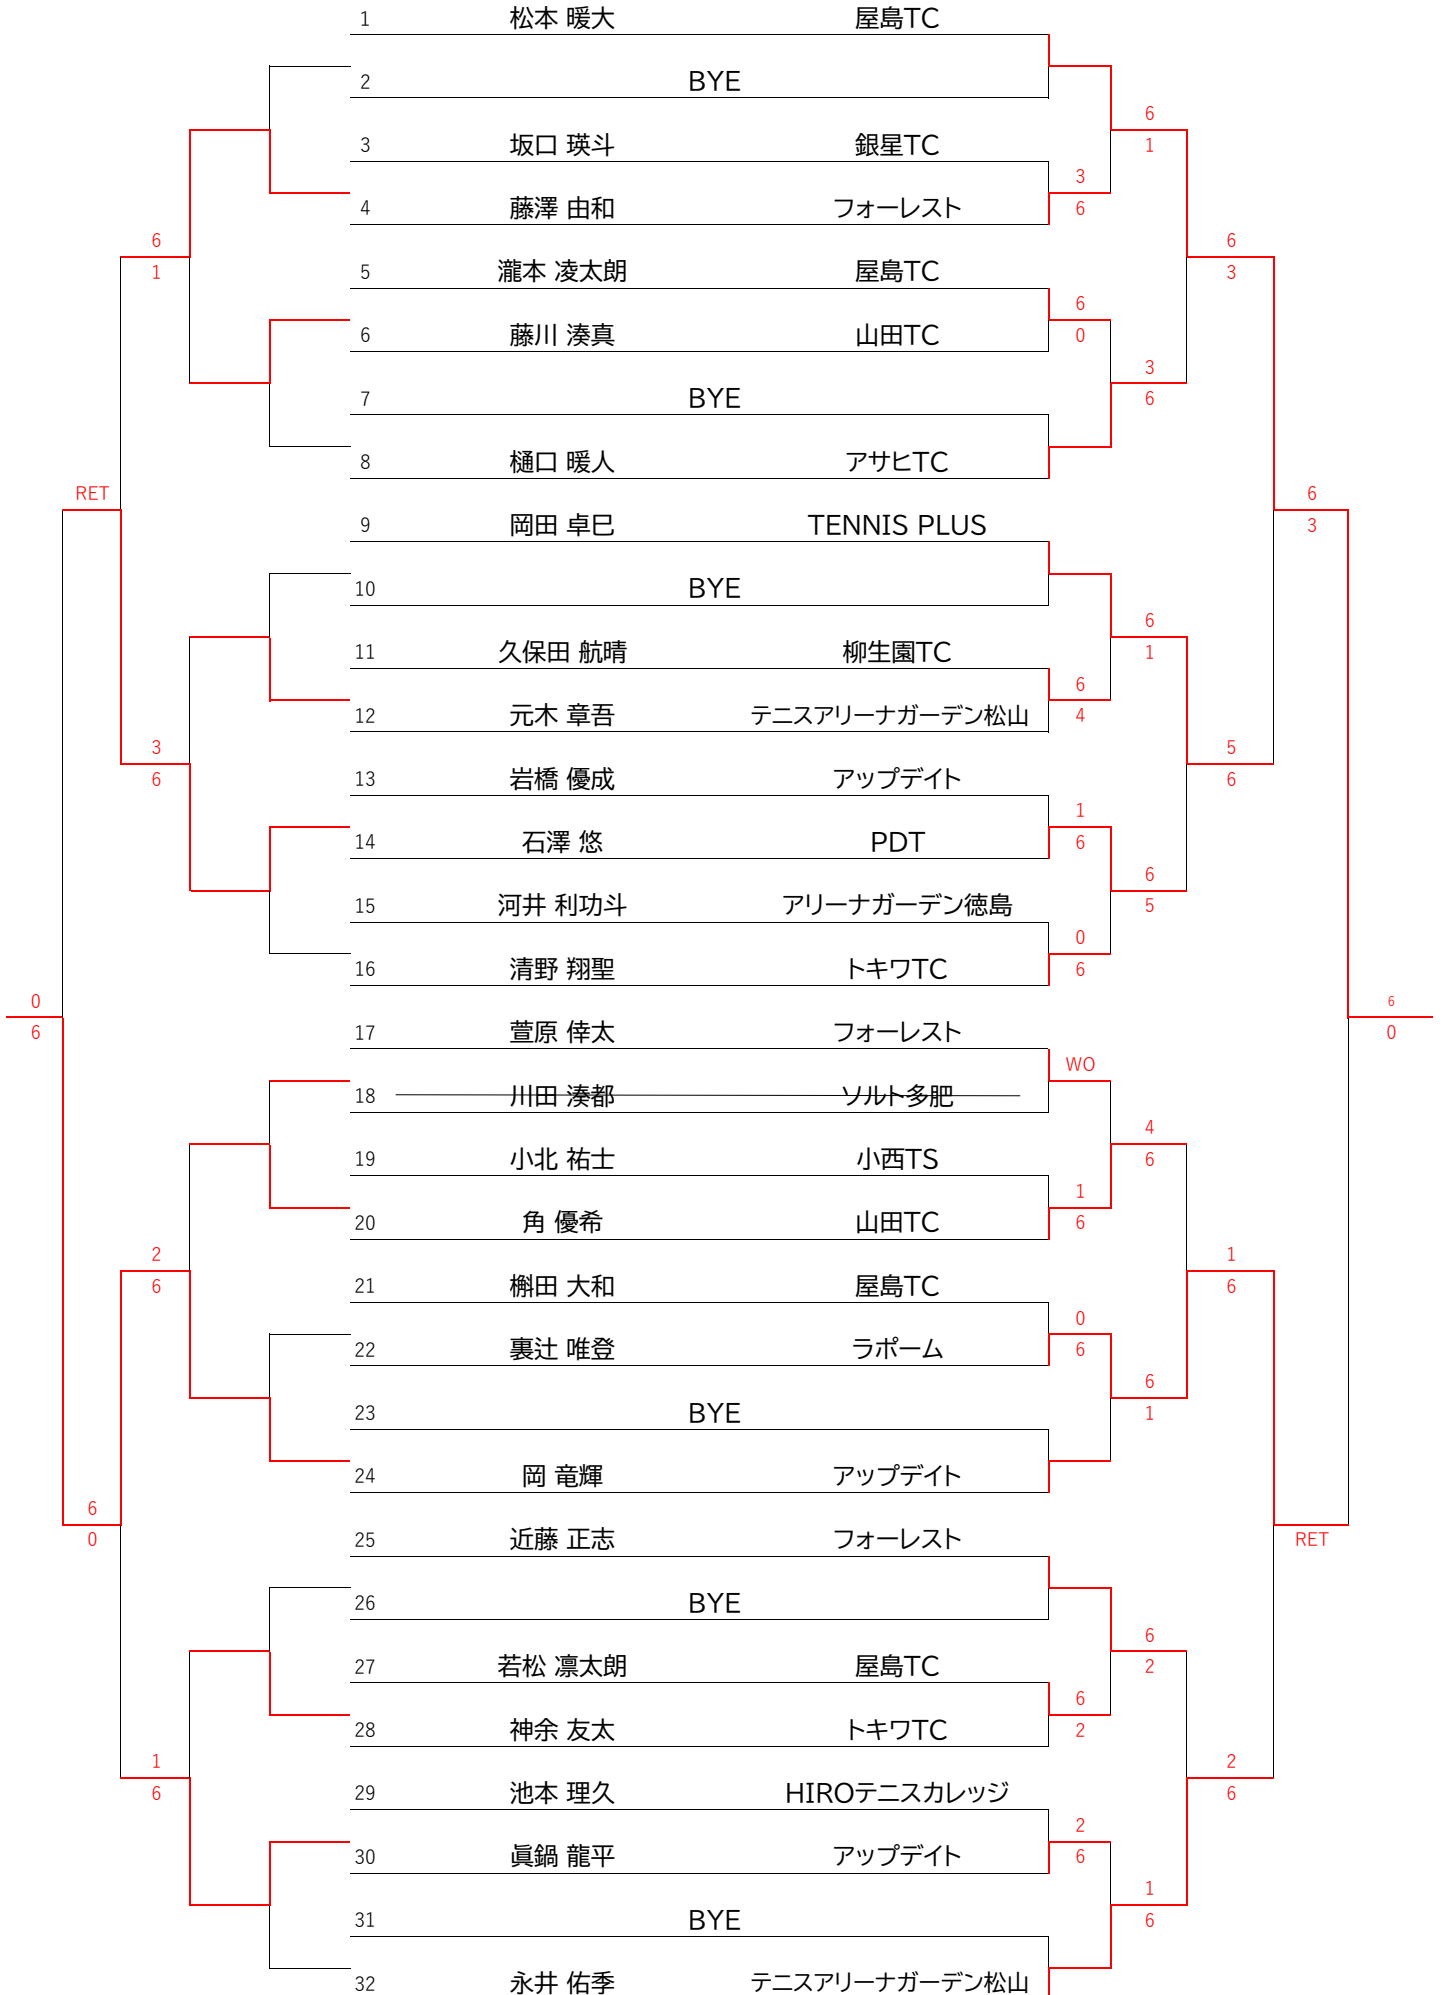 1 松本 暖大 屋島TC
2 BYE
6
3 坂口 瑛斗 銀星TC 1
3
4 藤澤 由和 フォーレスト 6
6 6
1 5 瀧本 凌太朗 屋島TC 3
6
6 藤川 湊真 山田TC 0
3
7 BYE 6
8 樋口 暖人 アサヒTC
RET 6
9 岡田 卓巳 TENNIS PLUS 3
10 BYE
6
11 久保田 航晴 柳生園TC 1
6
12 元木 章吾 テニスアリーナガーデン松山 4
3 5
6 13 岩橋 優成 アップデイト 6
1
14 石澤 悠 PDT 6
6
15 河井 利功斗 アリーナガーデン徳島 5
0
16 清野 翔聖 トキワTC 6
0 6
6 17 萱原 倖太 フォーレスト 0
WO
18 川田 湊都 ソルト多肥
4
19 小北 祐士 小西TS 6
1
20 角 優希 山田TC 6
2 1
6 21 槲田 大和 屋島TC 6
0
22 裏辻 唯登 ラポーム 6
6
23 BYE 1
24 岡 竜輝 アップデイト
6
0 25 近藤 正志 フォーレスト RET
26 BYE
6
27 若松 凛太朗 屋島TC 2
6
28 神余 友太 トキワTC 2
1 2
6 29 池本 理久 HIROテニスカレッジ 6
2
30 眞鍋 龍平 アップデイト 6
1
31 BYE 6
32 永井 佑季 テニスアリーナガーデン松山